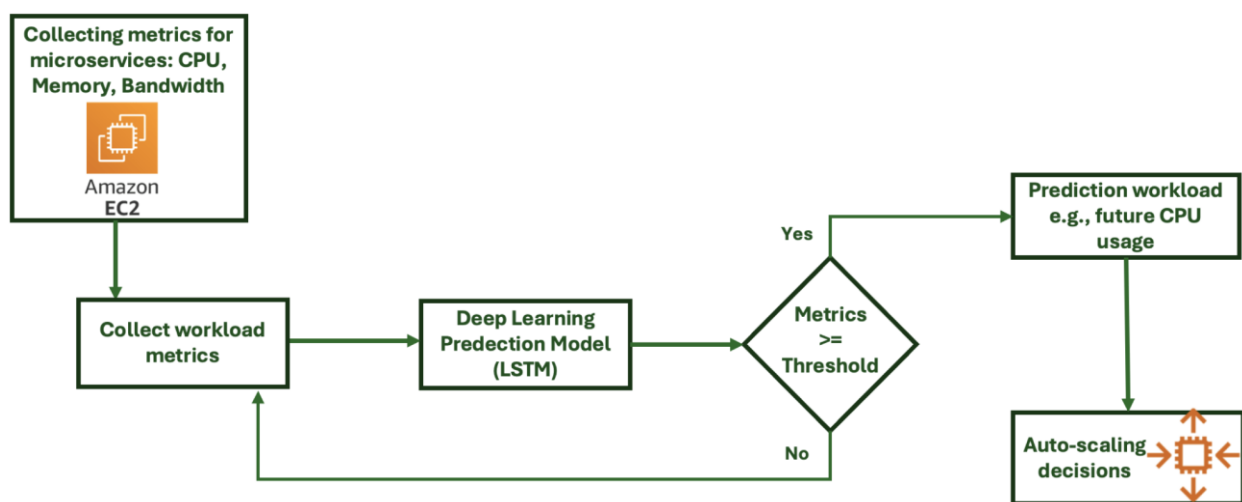 Collecting metrics for
microservices: CPU,
Memory, Bandwidth
Amazon
EC2
Collect workload
metrics
Deep Learning
Predection Model
(LSTM)
Metrics
>=
Threshold
Yes
No
Prediction workload
e.g., future CPU
usage
Auto-scaling
decisions